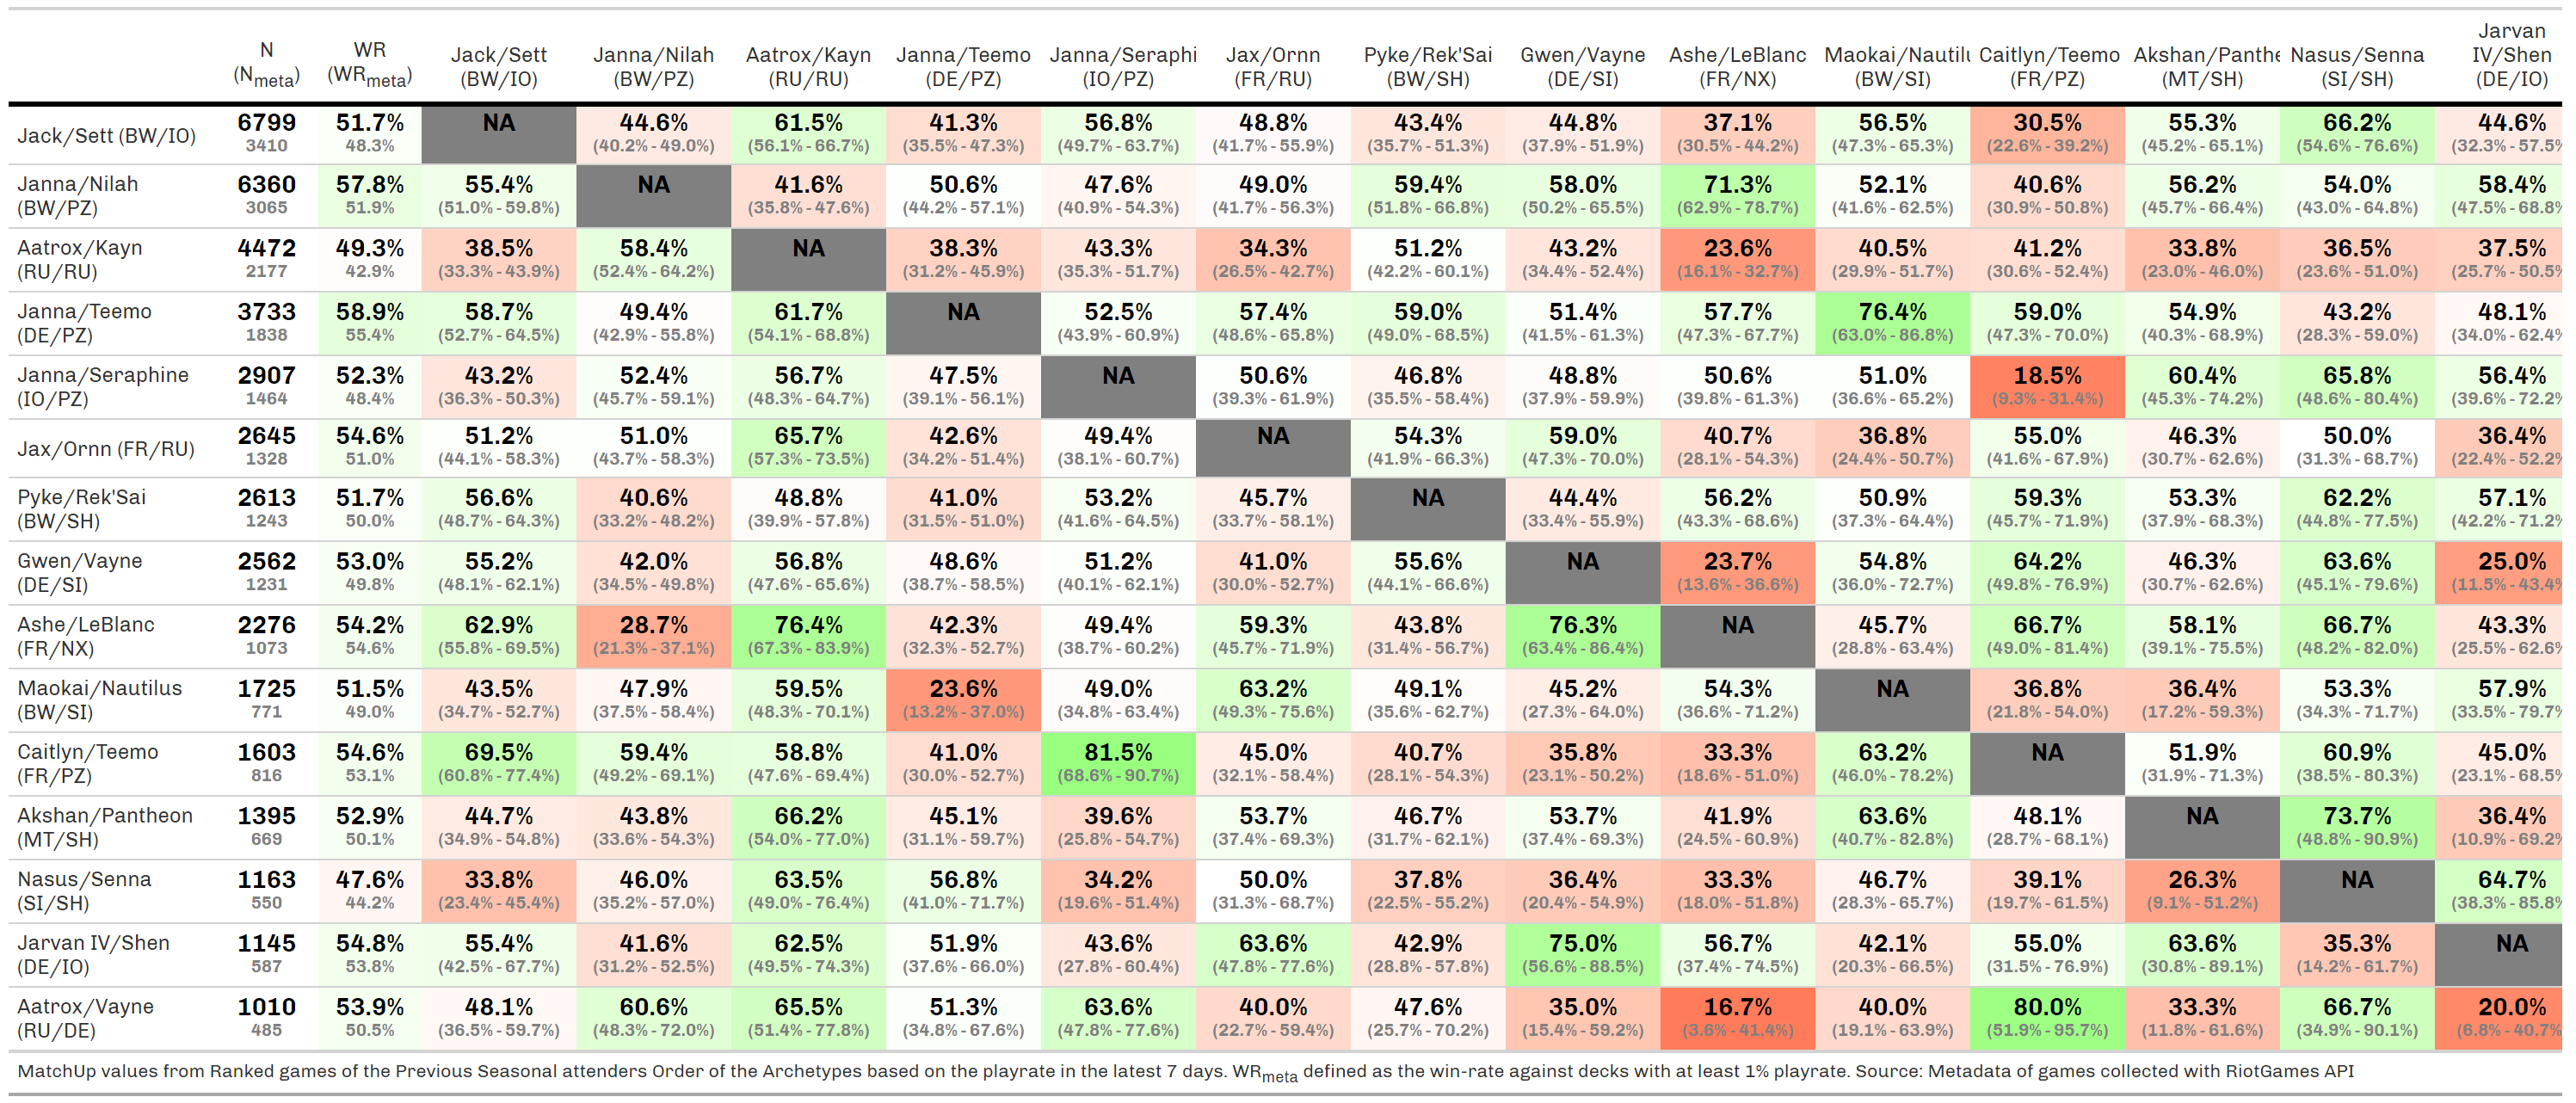 N (N meta) WR (WR meta) Jack/Sett (BW/IO) Janna/Nilah (BW/PZ) Aatrox/Kayn (RU/RU) Janna/Teemo (DE/PZ) Janna/Seraphi (IO/PZ) Jax/Ornn (FR/RU) Pyke/Rek'Sai (BW/SH) Gwen/Vayne (DE/SI) Ashe/LeBlanc (FR/NX) Maokai/Nautilu (BW/SI) Caitlyn/Teemo (FR/PZ) Akshan/Panthe (MT/SH) Nasus/Senna (SI/SH) Jarvan IV/Shen (DE/IO)
Jack/Sett (BW/IO) 6799 51.7% NA 44.6% 61.5% 41.3% 56.8% 48.8% 43.4% 44.8% 37.1% 56.5% 30.5% 55.3% 66.2% 44.6%
3410 48.3% (40.2% - 49.0%) (56.1% - 66.7%) (35.5% - 47.3%) (49.7% - 63.7%) (41.7% - 55.9%) (35.7% - 51.3%) (37.9% - 51.9%) (30.5% - 44.2%) (47.3% - 65.3%) (22.6% - 39.2%) (45.2% - 65.1%) (54.6% - 76.6%) (32.3% - 57.5%
Janna/Nilah 6360 57.8% 55.4% NA 41.6% 50.6% 47.6% 49.0% 59.4% 58.0% 71.3% 52.1% 40.6% 56.2% 54.0% 58.4%
(BW/PZ) 3065 51.9% (51.0% - 59.8%) (35.8% - 47.6%) (44.2% - 57.1%) (40.9% - 54.3%) (41.7% - 56.3%) (51.8% - 66.8%) (50.2% - 65.5%) (62.9% - 78.7%) (41.6% - 62.5%) (30.9% - 50.8%) (45.7% - 66.4%) (43.0% - 64.8%) (47.5% - 68.8%
Aatrox/Kayn 4472 49.3% 38.5% 58.4% NA 38.3% 43.3% 34.3% 51.2% 43.2% 23.6% 40.5% 41.2% 33.8% 36.5% 37.5%
(RU/RU) 2177 42.9% (33.3% - 43.9%) (52.4% - 64.2%) (31.2% - 45.9%) (35.3% - 51.7%) (26.5% - 42.7%) (42.2% - 60.1%) (34.4% - 52.4%) (16.1% - 32.7%) (29.9% - 51.7%) (30.6% - 52.4%) (23.0% - 46.0%) (23.6% - 51.0%) (25.7% - 50.5%
Janna/Teemo 3733 58.9% 58.7% 49.4% 61.7% NA 52.5% 57.4% 59.0% 51.4% 57.7% 76.4% 59.0% 54.9% 43.2% 48.1%
(DE/PZ) 1838 55.4% (52.7% - 64.5%) (42.9% - 55.8%) (54.1% - 68.8%) (43.9% - 60.9%) (48.6% - 65.8%) (49.0% - 68.5%) (41.5% - 61.3%) (47.3% - 67.7%) (63.0% - 86.8%) (47.3% - 70.0%) (40.3% - 68.9%) (28.3% - 59.0%) (34.0% - 62.4%
Janna/Seraphine 2907 52.3% 43.2% 52.4% 56.7% 47.5% NA 50.6% 46.8% 48.8% 50.6% 51.0% 18.5% 60.4% 65.8% 56.4%
(IO/PZ) 1464 48.4% (36.3% - 50.3%) (45.7% - 59.1%) (48.3% - 64.7%) (39.1% - 56.1%) (39.3% - 61.9%) (35.5% - 58.4%) (37.9% - 59.9%) (39.8% - 61.3%) (36.6% - 65.2%) (9.3% - 31.4%) (45.3% - 74.2%) (48.6% - 80.4%) (39.6% - 72.2%
Jax/Ornn (FR/RU) 2645 54.6% 51.2% 51.0% 65.7% 42.6% 49.4% NA 54.3% 59.0% 40.7% 36.8% 55.0% 46.3% 50.0% 36.4%
1328 51.0% (44.1% - 58.3%) (43.7% - 58.3%) (57.3% - 73.5%) (34.2% - 51.4%) (38.1% - 60.7%) (41.9% - 66.3%) (47.3% - 70.0%) (28.1% - 54.3%) (24.4% - 50.7%) (41.6% - 67.9%) (30.7% - 62.6%) (31.3% - 68.7%) (22.4% - 52.2%
Pyke/Rek'Sai 2613 51.7% 56.6% 40.6% 48.8% 41.0% 53.2% 45.7% NA 44.4% 56.2% 50.9% 59.3% 53.3% 62.2% 57.1%
(BW/SH) 1243 50.0% (48.7% - 64.3%) (33.2% - 48.2%) (39.9% - 57.8%) (31.5% - 51.0%) (41.6% - 64.5%) (33.7% - 58.1%) (33.4% - 55.9%) (43.3% - 68.6%) (37.3% - 64.4%) (45.7% - 71.9%) (37.9% - 68.3%) (44.8% - 77.5%) (42.2% - 71.2%
Gwen/Vayne 2562 53.0% 55.2% 42.0% 56.8% 48.6% 51.2% 41.0% 55.6% NA 23.7% 54.8% 64.2% 46.3% 63.6% 25.0%
(DE/SI) 1231 49.8% (48.1% - 62.1%) (34.5% - 49.8%) (47.6% - 65.6%) (38.7% - 58.5%) (40.1% - 62.1%) (30.0% - 52.7%) (44.1% - 66.6%) (13.6% - 36.6%) (36.0% - 72.7%) (49.8% - 76.9%) (30.7% - 62.6%) (45.1% - 79.6%) (11.5% - 43.4%
Ashe/LeBlanc 2276 54.2% 62.9% 28.7% 76.4% 42.3% 49.4% 59.3% 43.8% 76.3% NA 45.7% 66.7% 58.1% 66.7% 43.3%
(FR/NX) 1073 54.6% (55.8% - 69.5%) (21.3% - 37.1%) (67.3% - 83.9%) (32.3% - 52.7%) (38.7% - 60.2%) (45.7% - 71.9%) (31.4% - 56.7%) (63.4% - 86.4%) (28.8% - 63.4%) (49.0% - 81.4%) (39.1% - 75.5%) (48.2% - 82.0%) (25.5% - 62.6%
Maokai/Nautilus 1725 51.5% 43.5% 47.9% 59.5% 23.6% 49.0% 63.2% 49.1% 45.2% 54.3% NA 36.8% 36.4% 53.3% 57.9%
(BW/SI) 771 49.0% (34.7% - 52.7%) (37.5% - 58.4%) (48.3% - 70.1%) (13.2% - 37.0%) (34.8% - 63.4%) (49.3% - 75.6%) (35.6% - 62.7%) (27.3% - 64.0%) (36.6% - 71.2%) (21.8% - 54.0%) (17.2% - 59.3%) (34.3% - 71.7%) (33.5% - 79.7%
Caitlyn/Teemo 1603 54.6% 69.5% 59.4% 58.8% 41.0% 81.5% 45.0% 40.7% 35.8% 33.3% 63.2% NA 51.9% 60.9% 45.0%
(FR/PZ) 816 53.1% (60.8% - 77.4%) (49.2% - 69.1%) (47.6% - 69.4%) (30.0% - 52.7%) (68.6% - 90.7%) (32.1% - 58.4%) (28.1% - 54.3%) (23.1% - 50.2%) (18.6% - 51.0%) (46.0% - 78.2%) (31.9% - 71.3%) (38.5% - 80.3%) (23.1% - 68.5%
Akshan/Pantheon 1395 52.9% 44.7% 43.8% 66.2% 45.1% 39.6% 53.7% 46.7% 53.7% 41.9% 63.6% 48.1% NA 73.7% 36.4%
(MT/SH) 669 50.1% (34.9% - 54.8%) (33.6% - 54.3%) (54.0% - 77.0%) (31.1% - 59.7%) (25.8% - 54.7%) (37.4% - 69.3%) (31.7% - 62.1%) (37.4% - 69.3%) (24.5% - 60.9%) (40.7% - 82.8%) (28.7% - 68.1%) (48.8% - 90.9%) (10.9% - 69.2%
Nasus/Senna 1163 47.6% 33.8% 46.0% 63.5% 56.8% 34.2% 50.0% 37.8% 36.4% 33.3% 46.7% 39.1% 26.3% NA 64.7%
(SI/SH) 550 44.2% (23.4% - 45.4%) (35.2% - 57.0%) (49.0% - 76.4%) (41.0% - 71.7%) (19.6% - 51.4%) (31.3% - 68.7%) (22.5% - 55.2%) (20.4% - 54.9%) (18.0% - 51.8%) (28.3% - 65.7%) (19.7% - 61.5%) (9.1% - 51.2%) (38.3% - 85.8%
Jarvan IV/Shen 1145 54.8% 55.4% 41.6% 62.5% 51.9% 43.6% 63.6% 42.9% 75.0% 56.7% 42.1% 55.0% 63.6% 35.3% NA
(DE/IO) 587 53.8% (42.5% - 67.7%) (31.2% - 52.5%) (49.5% - 74.3%) (37.6% - 66.0%) (27.8% - 60.4%) (47.8% - 77.6%) (28.8% - 57.8%) (56.6% - 88.5%) (37.4% - 74.5%) (20.3% - 66.5%) (31.5% - 76.9%) (30.8% - 89.1%) (14.2% - 61.7%)
Aatrox/Vayne 1010 53.9% 48.1% 60.6% 65.5% 51.3% 63.6% 40.0% 47.6% 35.0% 16.7% 40.0% 80.0% 33.3% 66.7% 20.0%
(RU/DE) 485 50.5% (36.5% - 59.7%) (48.3% - 72.0%) (51.4% - 77.8%) (34.8% - 67.6%) (47.8% - 77.6%) (22.7% - 59.4%) (25.7% - 70.2%) (15.4% - 59.2%) (3.6% - 41.4%) (19.1% - 63.9%) (51.9% - 95.7%) (11.8% - 61.6%) (34.9% - 90.1%) (6.8% - 40.7%
MatchUp values from Ranked games of the Previous Seasonal attenders Order of the Archetypes based on the playrate in the latest 7 days. WR meta defined as the win-rate against decks with at least 1% playrate. Source: Metadata of games collected with RiotGames API